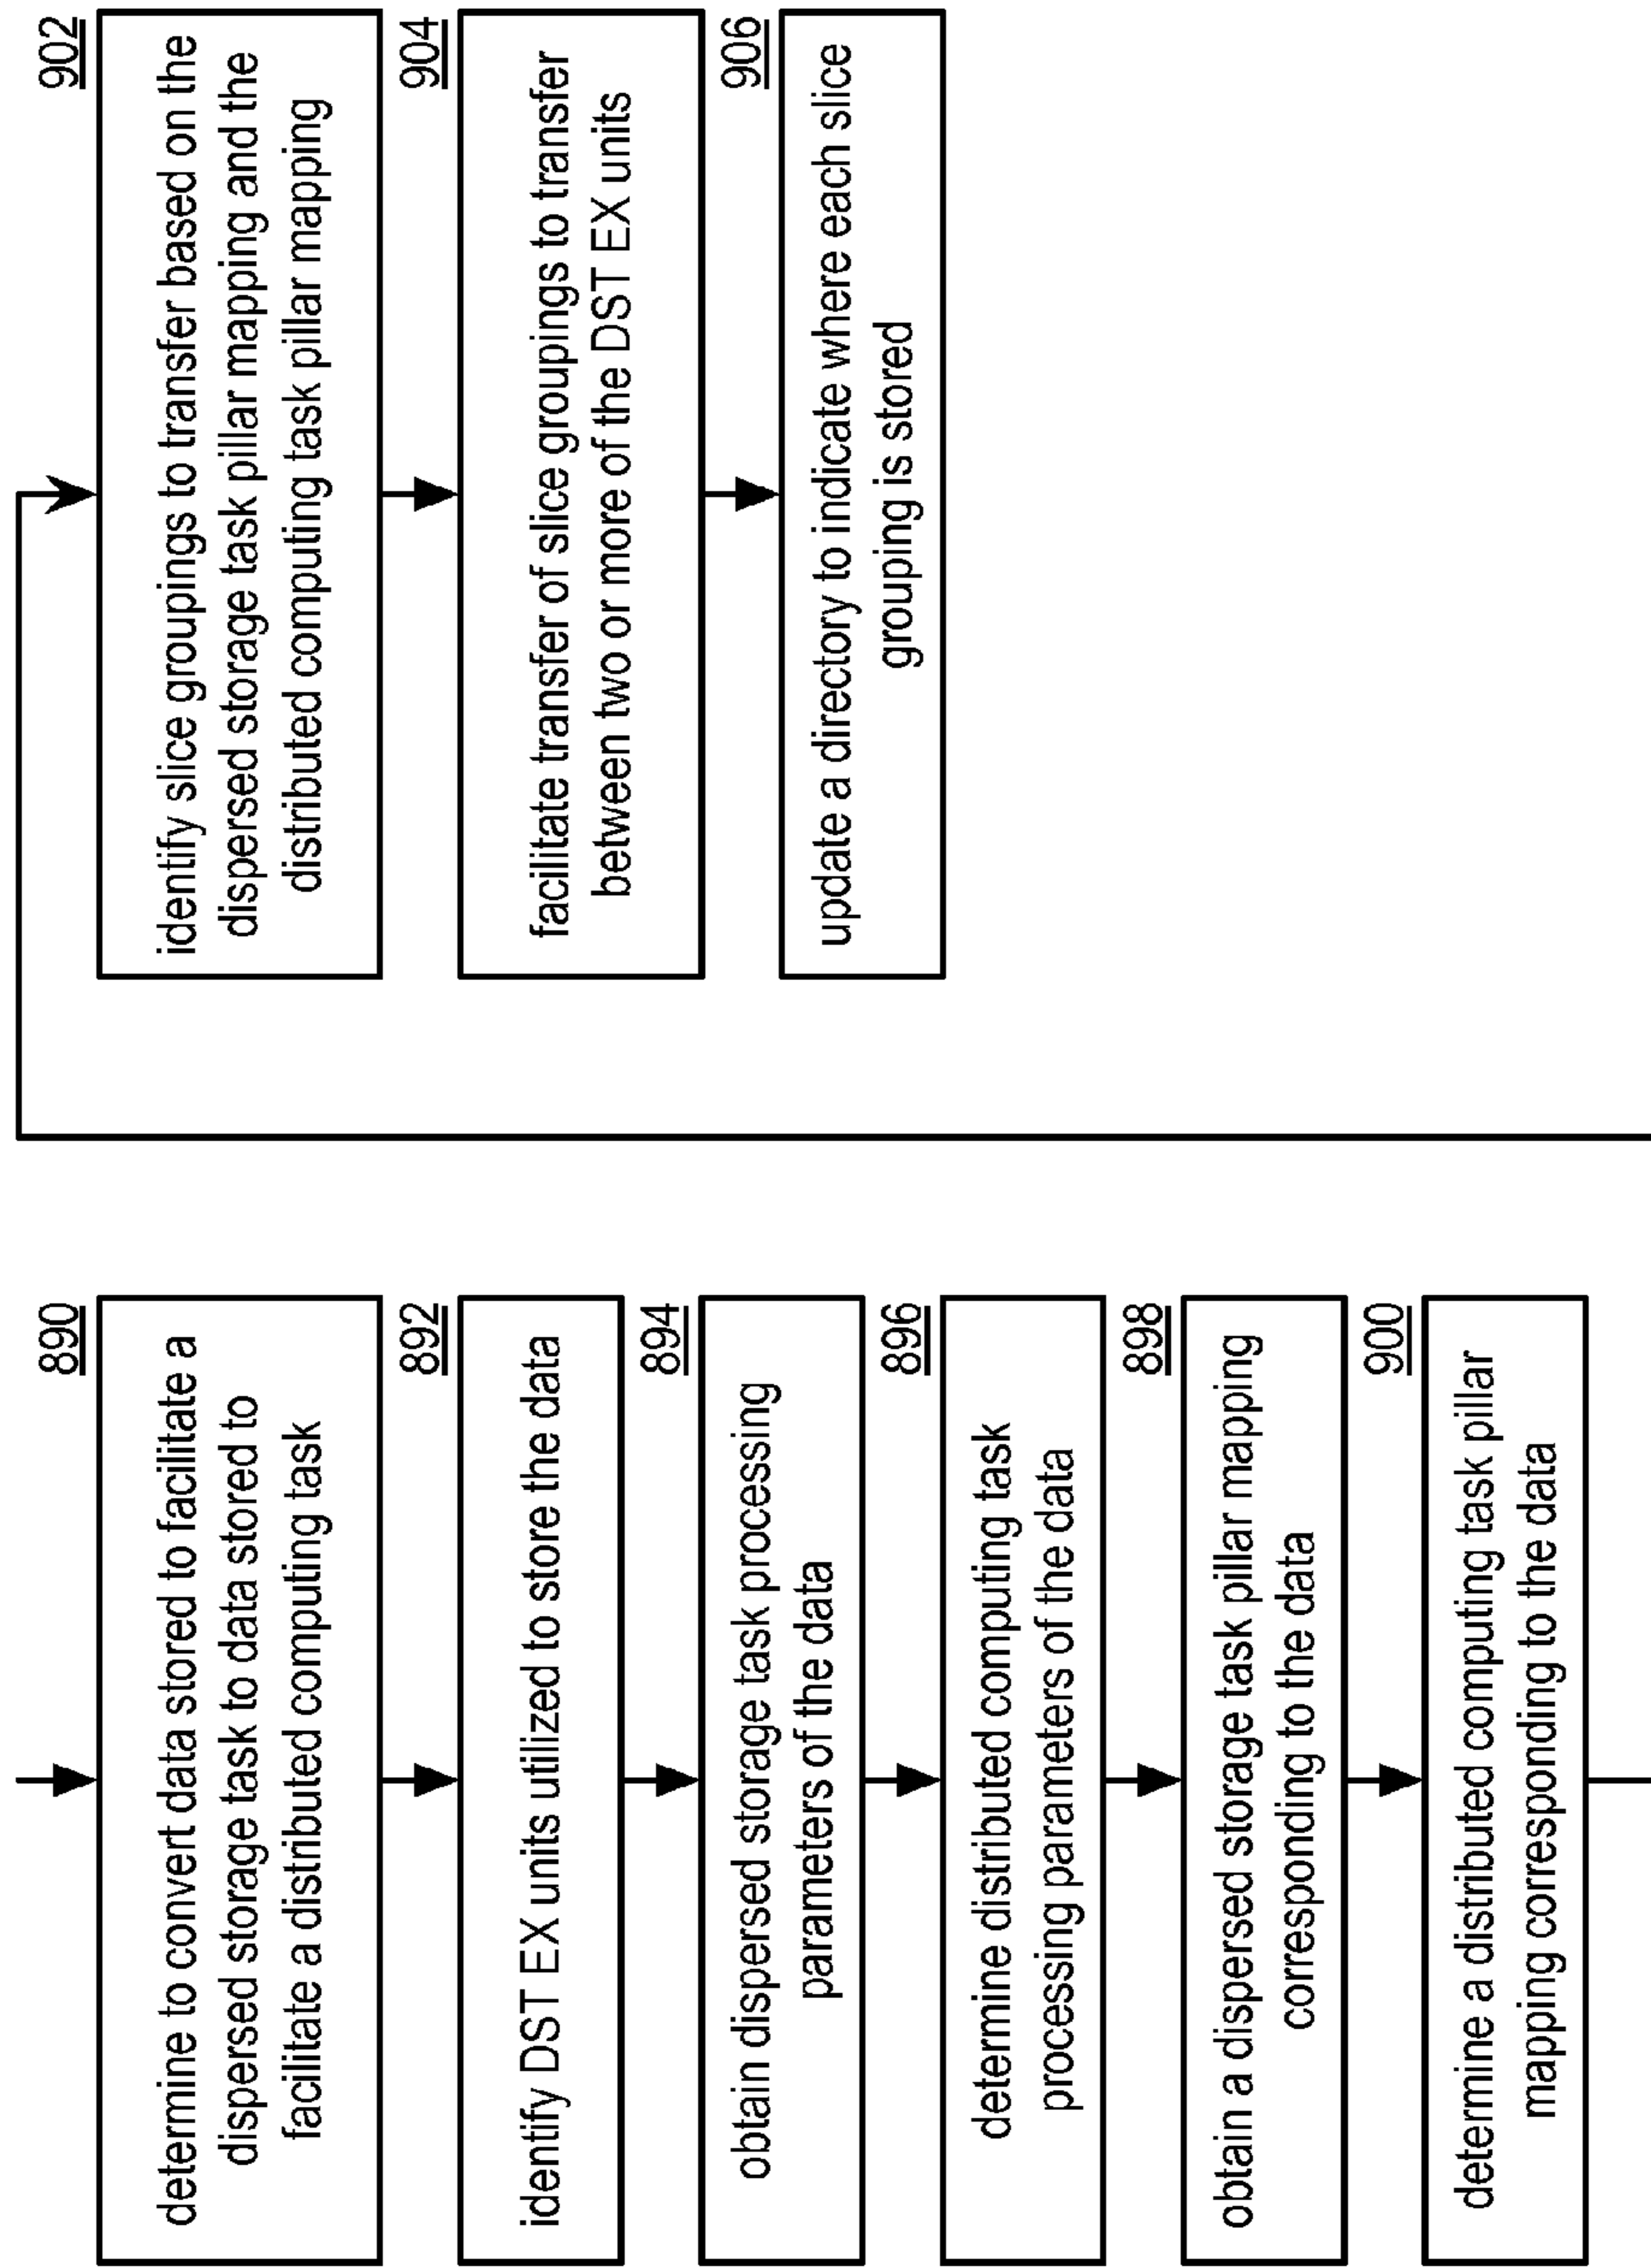 890
determine to convert data stored to facilitate a
dispersed storage task to data stored to
facilitate a distributed computing task
892
identify DST EX units utilized to store the data
894
obtain dispersed storage task processing
parameters of the data
896
determine distributed computing task
processing parameters of the data
898
obtain a dispersed storage task pillar mapping
corresponding to the data
900
determine a distributed computing task pillar
mapping corresponding to the data
902
identify slice groupings to transfer based on the
dispersed storage task pillar mapping and the
distributed computing task pillar mapping
904
facilitate transfer of slice groupings to transfer
between two or more of the DST EX units
906
update a directory to indicate where each slice
grouping is stored